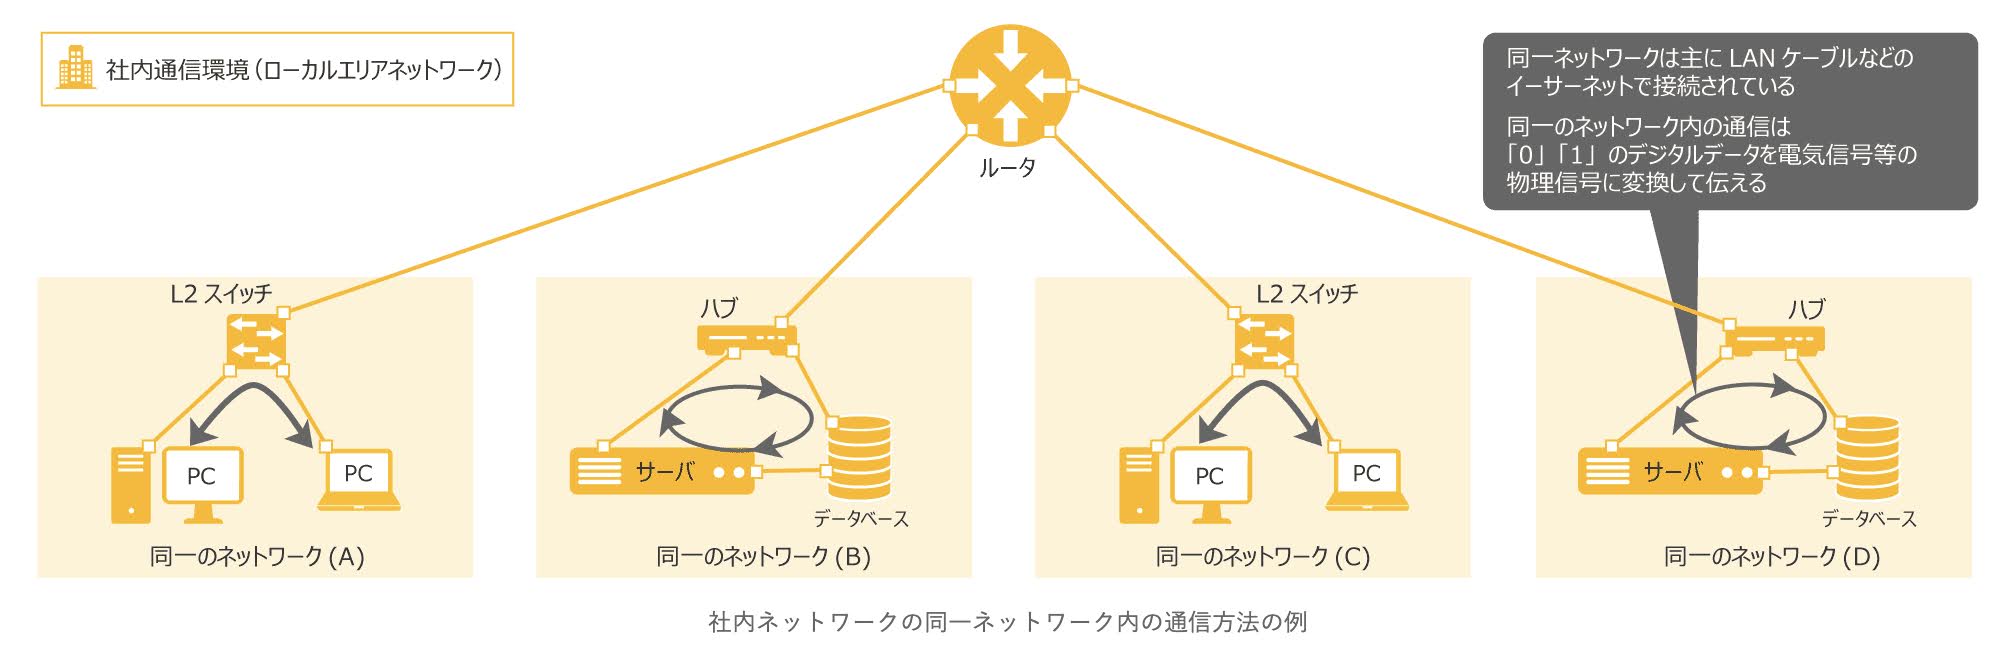 社内通信環境（ローカルエリアネットワーク）
ルータ
同一ネットワークは主に LAN ケーブルなどの
イーサーネットで接続されている
同一のネットワーク内の通信は
「0」「1」のデジタルデータを電気信号等の
物理信号に変換して伝える
L2 スイッチ
PC
PC
同一のネットワーク (A)
ハブ
サーバ
データベース
同一のネットワーク (B)
L2 スイッチ
PC
PC
同一のネットワーク (C)
ハブ
サーバ
データベース
同一のネットワーク (D)
社内ネットワークの同一ネットワーク内の通信方法の例